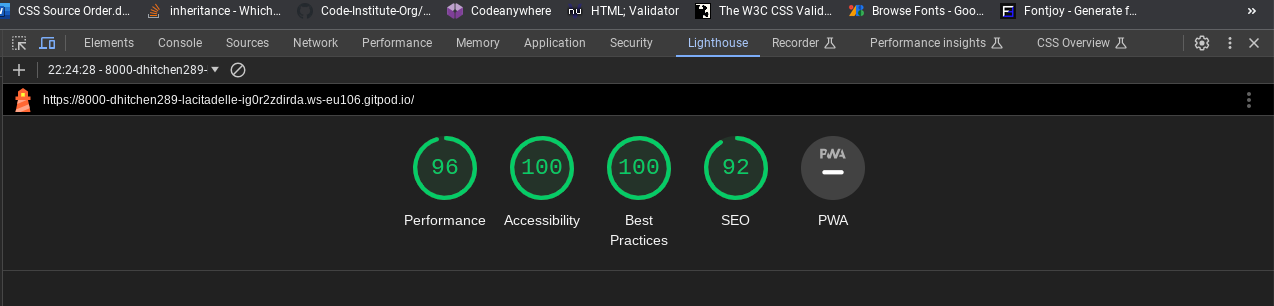 CSS Source Order.d... inheritance - Which... Code-Institute-Org/... Codeanywhere nu HTML; Validator The W3C CSS Valid... Browse Fonts - Goo... Fontjoy - Generate f... »
Elements Console Sources Network Performance Memory Application Security Lighthouse Recorder Performance insights CSS Overview
22:24:28 - 8000-dhitchen289-
https://8000-dhitchen289-lacitadelle-ig0r2zdirda.ws-eu106.gitpod.io/
96 100 100 92 PWA
Performance Accessibility Best Practices SEO PWA